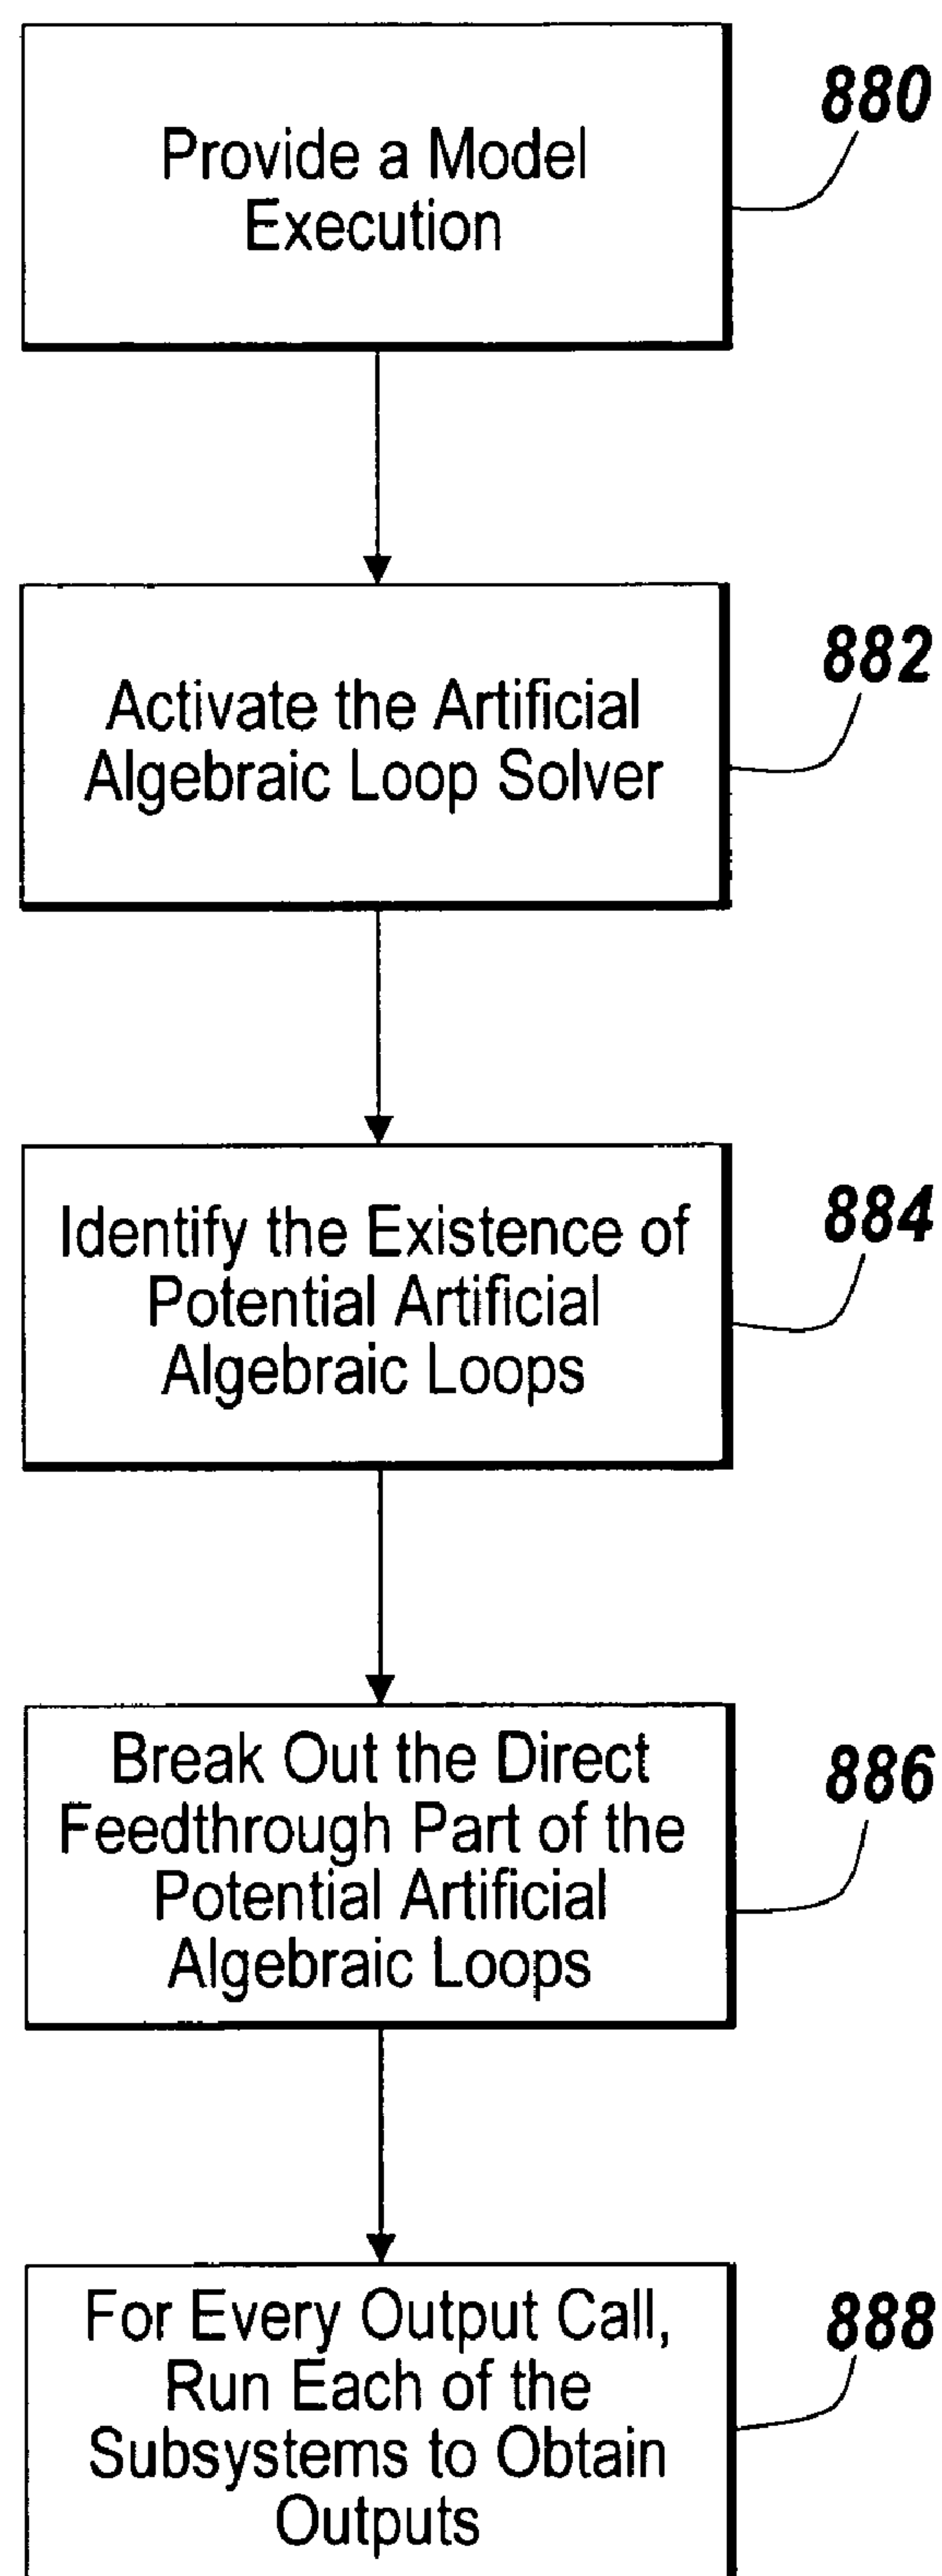 880
Provide a Model
Execution
882
Activate the Artificial
Algebraic Loop Solver
884
Identify the Existence of
Potential Artificial
Algebraic Loops
886
Break Out the Direct
Feedthrough Part of the
Potential Artificial
Algebraic Loops
888
For Every Output Call,
Run Each of the
Subsystems to Obtain
Outputs